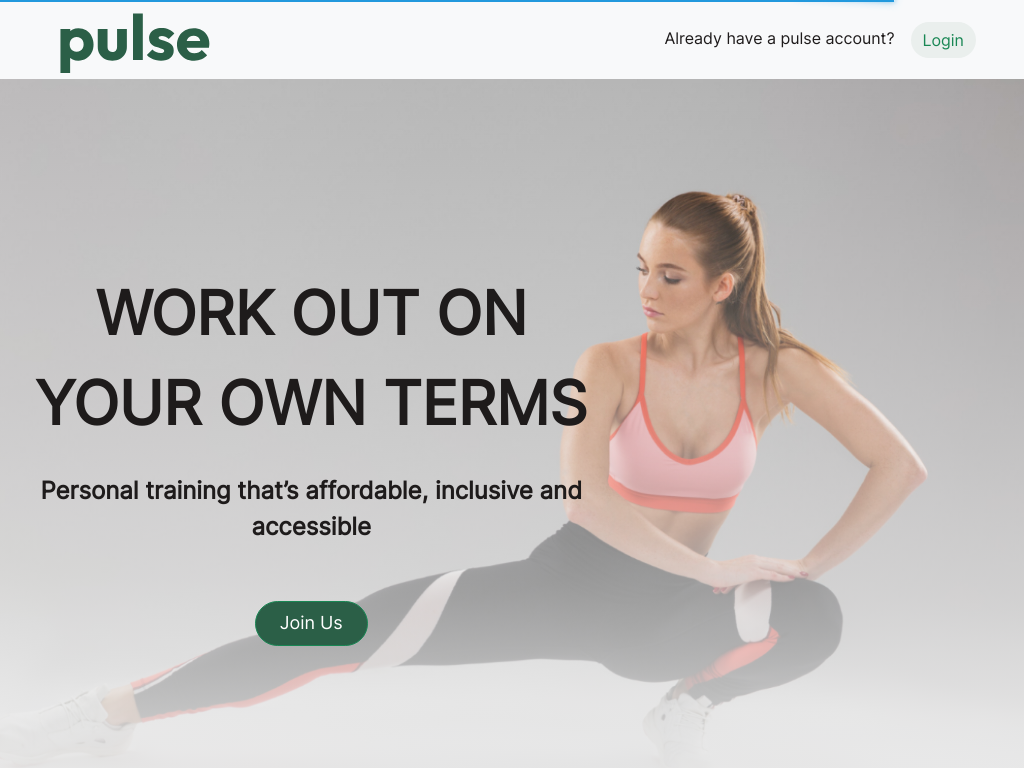 pulse
Already have a pulse account?
Login
WORK OUT ON
YOUR OWN TERMS
Personal training that’s affordable, inclusive and
accessible
Join Us